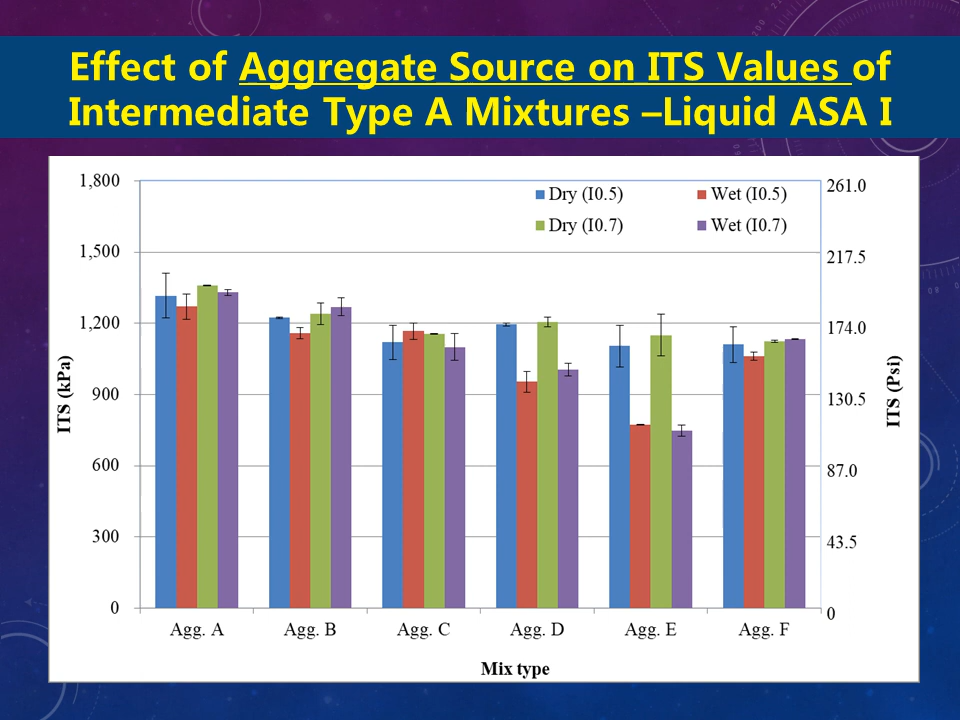 Effect of Aggregate Source on ITS Values of
Intermediate Type A Mixtures –Liquid ASA I
1,800
1,500
1,200
900
600
300
0
ITS (kPa)
Dry (I0.5)
Wet (I0.5)
Dry (I0.7)
Wet (I0.7)
261.0
217.5
174.0
130.5
87.0
43.5
0
ITS (Psi)
Agg. A
Agg. B
Agg. C
Agg. D
Agg. E
Agg. F
Mix type